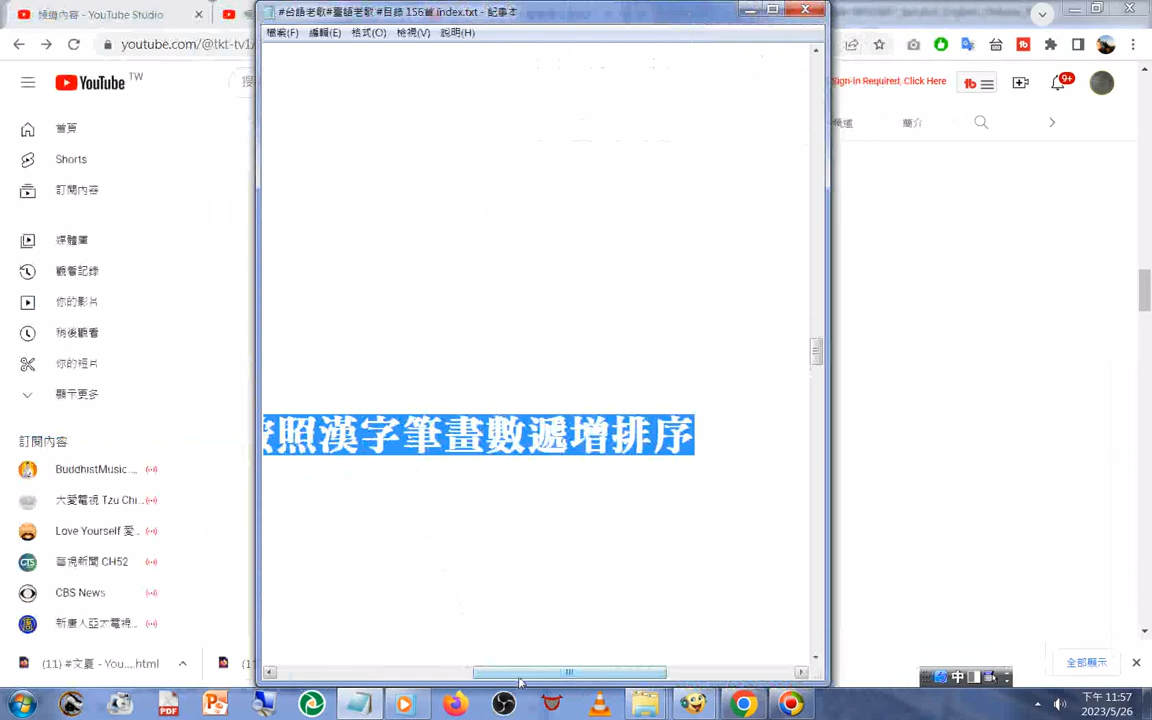 頻道內容 - YouTube Studio
#台語老歌#臺語老歌 #目錄 156首 index.txt - 記事本
檔案(F) 編輯(E) 格式(O) 檢視(V) 說明(H)
youtube.com/@tkt-tv1/
YouTube TW
Sign-In Required, Click Here
9+
首頁
簡介
Shorts
訂閱內容
媒體庫
觀看記錄
你的影片
稍後觀看
你的短片
顯示更多
照漢字筆畫數遞增排序
訂閱內容
BuddhistMusic...
大愛電視 Tzu Chi...
Love Yourself 愛...
華視新聞 CH52
CBS News
新唐人亞太電視...
(11) #文夏 - You....html
全部顯示
中
下午 11:57
2023/5/26